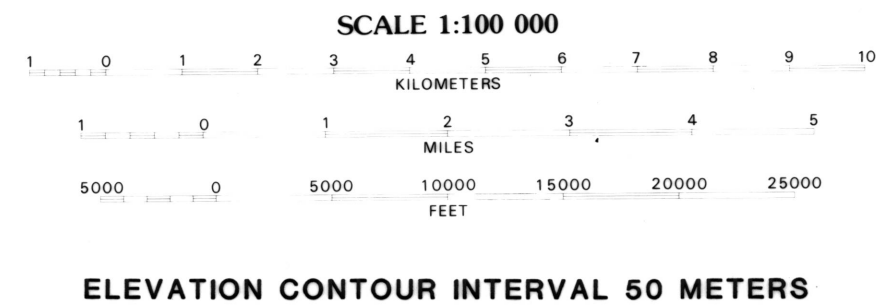 SCALE 1:100 000
1 0 1 2 3 4 5 6 7 8 9 10
KILOMETERS
1 0 1 2 3 4 5
MILES
5000 0 5000 10000 15000 20000 25000
FEET
ELEVATION CONTOUR INTERVAL 50 METERS